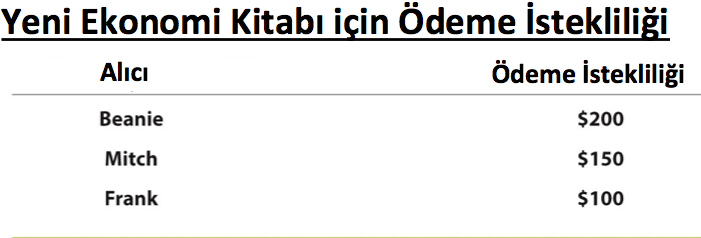 Yeni Ekonomi Kitabı için Ödeme İstekliliği
Alıcı Ödeme İstekliliği
Beanie $200
Mitch $150
Frank $100